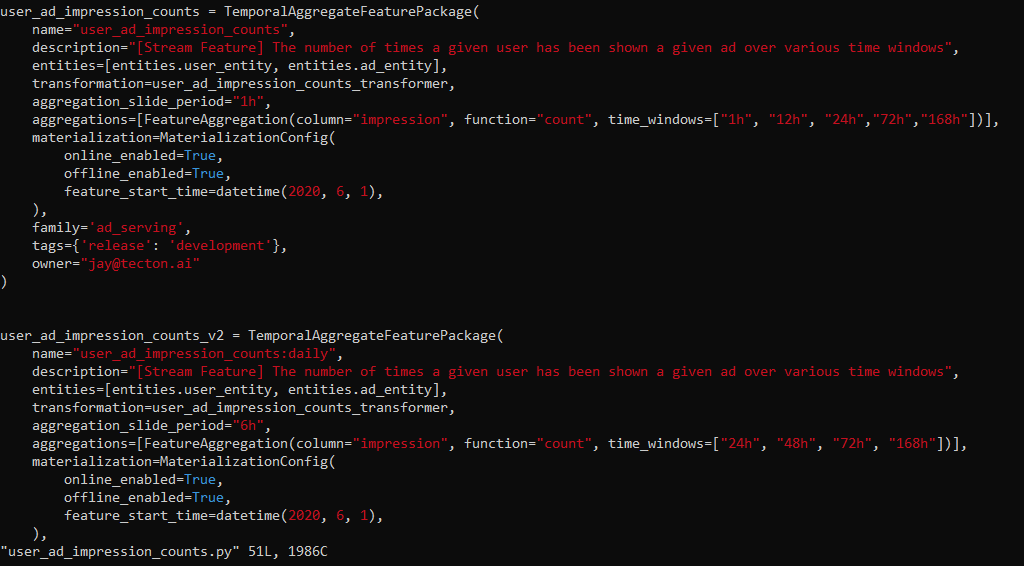 user_ad_impression_counts = TemporalAggregateFeaturePackage(
    name="user_ad_impression_counts",
    description="[Stream Feature] The number of times a given user has been shown a given ad over various time windows",
    entities=[entities.user_entity, entities.ad_entity],
    transformation=user_ad_impression_counts_transformer,
    aggregation_slide_period="1h",
    aggregations=[FeatureAggregation(column="impression", function="count", time_windows=["1h", "12h", "24h","72h","168h"])],
    materialization=MaterializationConfig(
        online_enabled=True,
        offline_enabled=True,
        feature_start_time=datetime(2020, 6, 1),
    ),
    family='ad_serving',
    tags={'release': 'development'},
    owner="jay@tecton.ai"
)
user_ad_impression_counts_v2 = TemporalAggregateFeaturePackage(
    name="user_ad_impression_counts:daily",
    description="[Stream Feature] The number of times a given user has been shown a given ad over various time windows",
    entities=[entities.user_entity, entities.ad_entity],
    transformation=user_ad_impression_counts_transformer,
    aggregation_slide_period="6h",
    aggregations=[FeatureAggregation(column="impression", function="count", time_windows=["24h", "48h", "72h", "168h"])],
    materialization=MaterializationConfig(
        online_enabled=True,
        offline_enabled=True,
        feature_start_time=datetime(2020, 6, 1),
    ),
"user_ad_impression_counts.py" 51L, 1986C